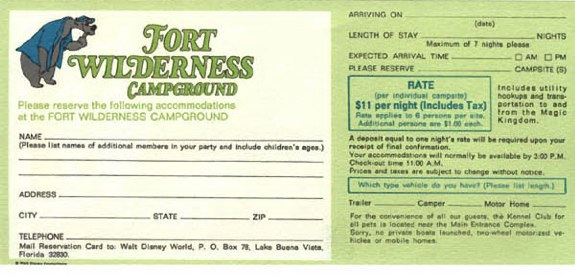 FORT
WILDERNESS
CAMPGROUND
Please reserve the following accommodations
at the FORT WILDERNESS CAMPGROUND
NAME
(Please list names of additional members in your party and include children's ages.)
ADDRESS
CITY STATE ZIP
TELEPHONE
Mail Reservation Card to: Walt Disney World, P. O. Box 78, Lake Buena Vista,
Florida 32830.
© Walt Disney Productions
ARRIVING ON
(date)
LENGTH OF STAY NIGHTS
Maximum of 7 nights please
EXPECTED ARRIVAL TIME □ AM □ PM
PLEASE RESERVE CAMPSITE (S)
RATE
(per individual campsite)
$11 per night (Includes Tax)
Rate applies to 6 persons per site.
Additional persons are $1.00 each.
Includes utility
hookups and trans-
portation to and
from the Magic
Kingdom.
A deposit equal to one night's rate will be required upon your
receipt of final confirmation.
Your accommodations will normally be available by 3:00 P.M.
Check-out time 11:00 A.M.
Prices and taxes are subject to change without notice.
Which type vehicle do you have? (Please list length.)
Trailer Camper Motor Home
For the convenience of all our guests, the Kennel Club for
all pets is located near the Main Entrance Complex.
Sorry, no private boats launched, two-wheel motorized ve-
hicles or mobile homes.